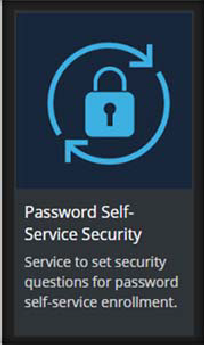 Password Self-
Service Security
Service to set security
questions for password
self-service enrollment.